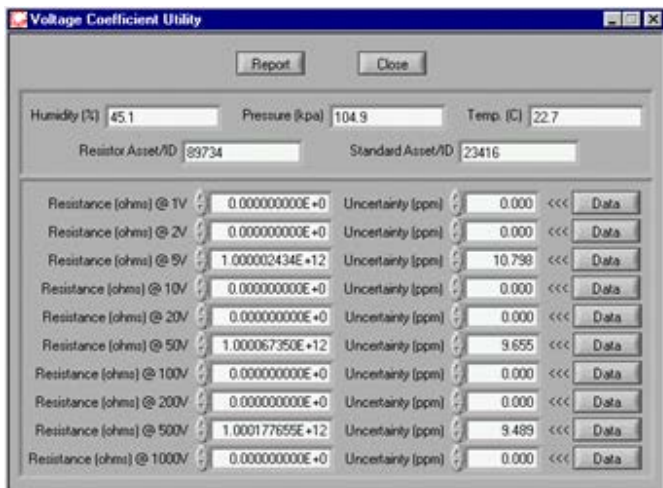 Voltage Coefficient Utility
Report Close
Humidity (%) 45.1 Pressure (kpa) 104.9 Temp. (C) 22.7
Resistor Asset/ID 89734 Standard Asset/ID 23416
Resistance (ohms) @ 1V 0.000000000E+0 Uncertainty (ppm) 0.000 <<< Data
Resistance (ohms) @ 2V 0.000000000E+0 Uncertainty (ppm) 0.000 <<< Data
Resistance (ohms) @ 5V 1.000002434E+12 Uncertainty (ppm) 10.798 <<< Data
Resistance (ohms) @ 10V 0.000000000E+0 Uncertainty (ppm) 0.000 <<< Data
Resistance (ohms) @ 20V 0.000000000E+0 Uncertainty (ppm) 0.000 <<< Data
Resistance (ohms) @ 50V 1.000067350E+12 Uncertainty (ppm) 9.655 <<< Data
Resistance (ohms) @ 100V 0.000000000E+0 Uncertainty (ppm) 0.000 <<< Data
Resistance (ohms) @ 200V 0.000000000E+0 Uncertainty (ppm) 0.000 <<< Data
Resistance (ohms) @ 500V 1.000177655E+12 Uncertainty (ppm) 9.489 <<< Data
Resistance (ohms) @ 1000V 0.000000000E+0 Uncertainty (ppm) 0.000 <<< Data